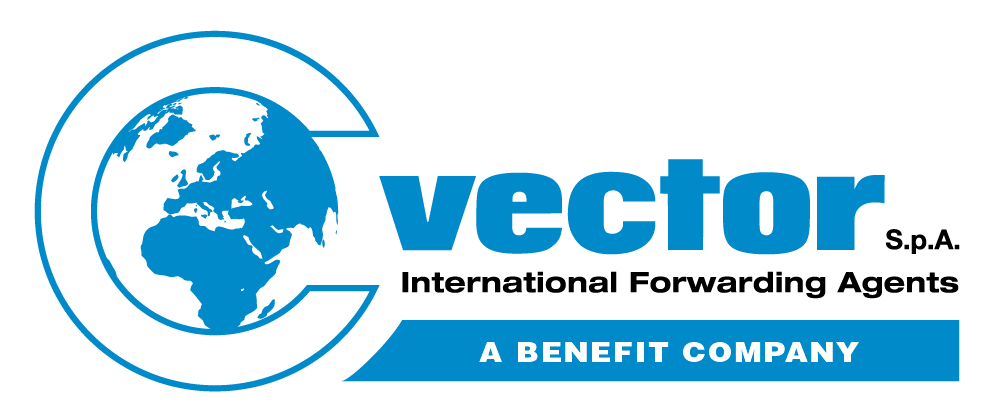 vector S.p.A.
International Forwarding Agents
A BENEFIT COMPANY